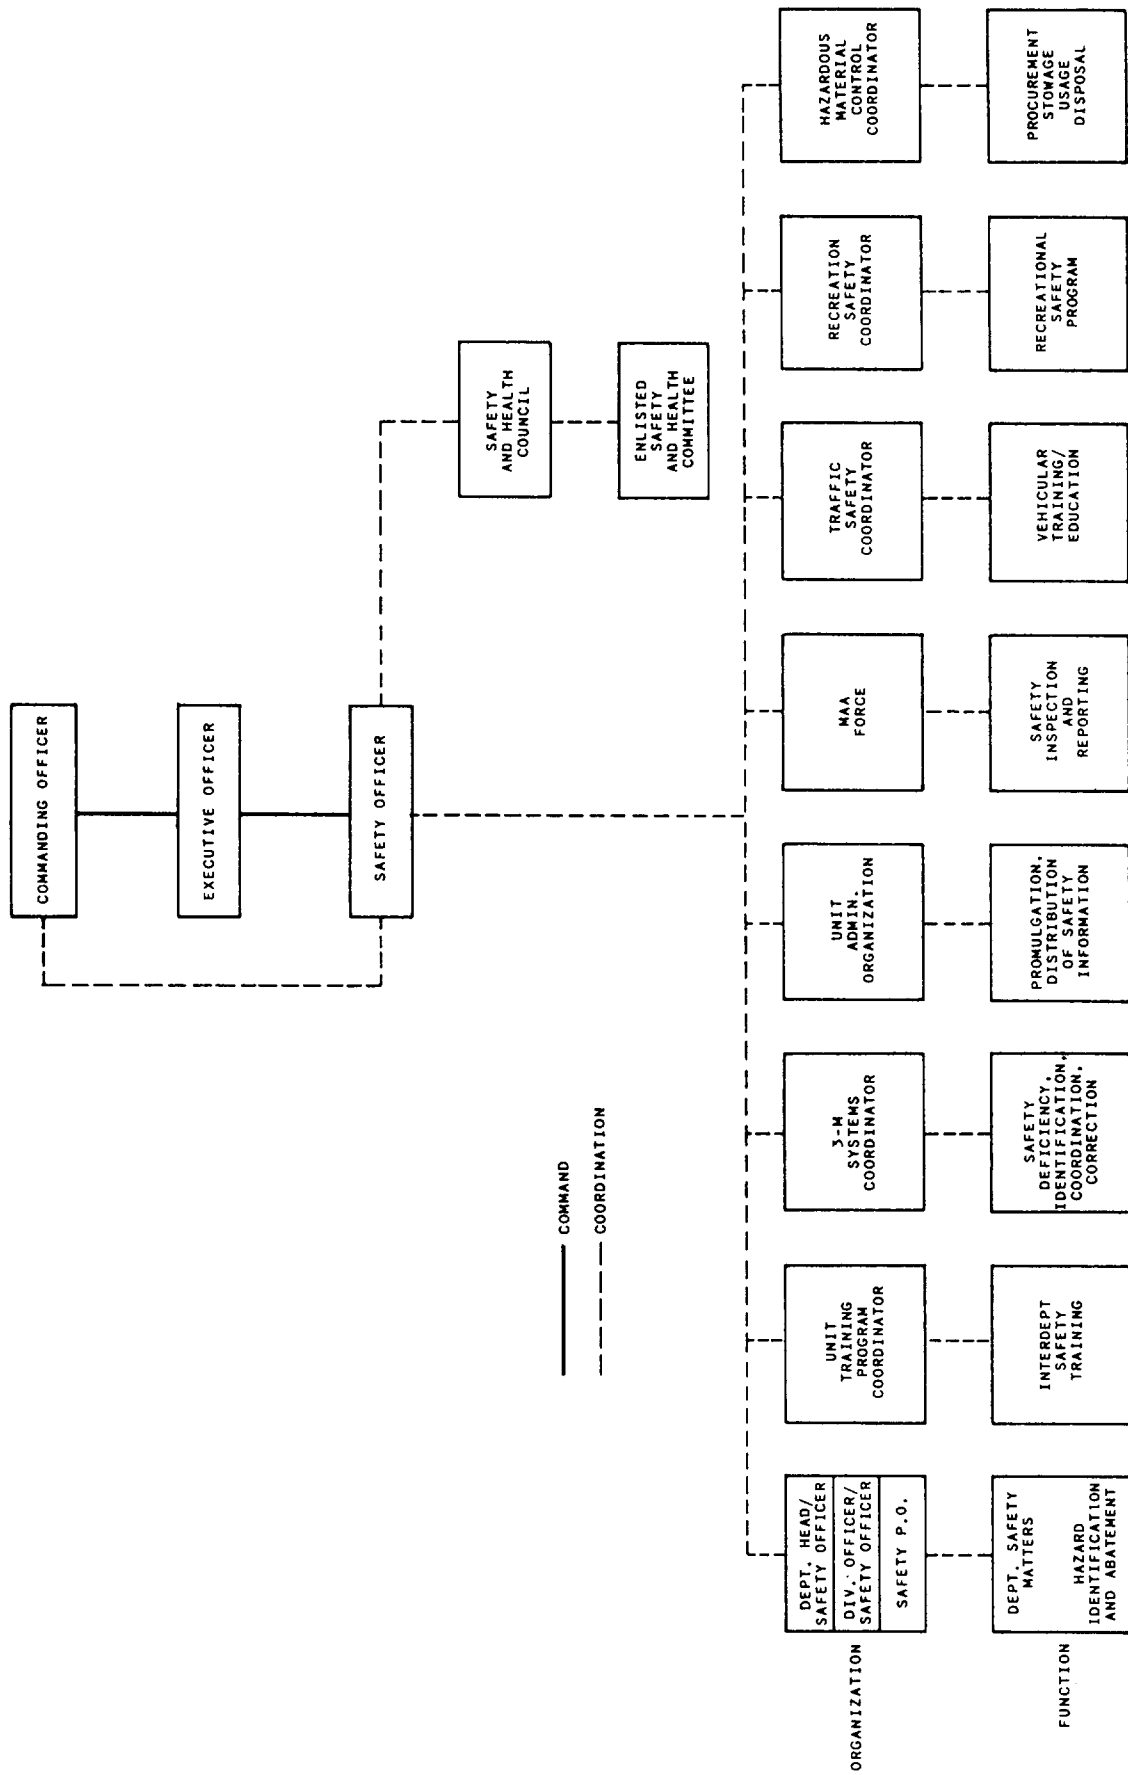 COMMANDING OFFICER
EXECUTIVE OFFICER
SAFETY OFFICER
SAFETY
AND HEALTH
COUNCIL
ENLISTED
SAFETY
AND HEALTH
COMMITTEE
COMMAND
COORDINATION
ORGANIZATION
DEPT. HEAD/
SAFETY OFFICER
DIV. OFFICER/
SAFETY OFFICER
SAFETY P.O.
UNIT
TRAINING
PROGRAM
COORDINATOR
3-M
SYSTEMS
COORDINATOR
UNIT
ADMIN.
ORGANIZATION
MAA
FORCE
TRAFFIC
SAFETY
COORDINATOR
RECREATION
SAFETY
COORDINATOR
HAZARDOUS
MATERIAL
CONTROL
COORDINATOR
FUNCTION
DEPT. SAFETY
MATTERS
HAZARD
IDENTIFICATION
AND ABATEMENT
INTERDEPT
SAFETY
TRAINING
SAFETY
DEFICIENCY,
IDENTIFICATION,
COORDINATION,
CORRECTION
PROMULGATION,
DISTRIBUTION
OF SAFETY
INFORMATION
SAFETY
INSPECTION
AND
REPORTING
VEHICULAR
TRAINING/
EDUCATION
RECREATIONAL
SAFETY
PROGRAM
PROCUREMENT
STOWAGE
USAGE
DISPOSAL